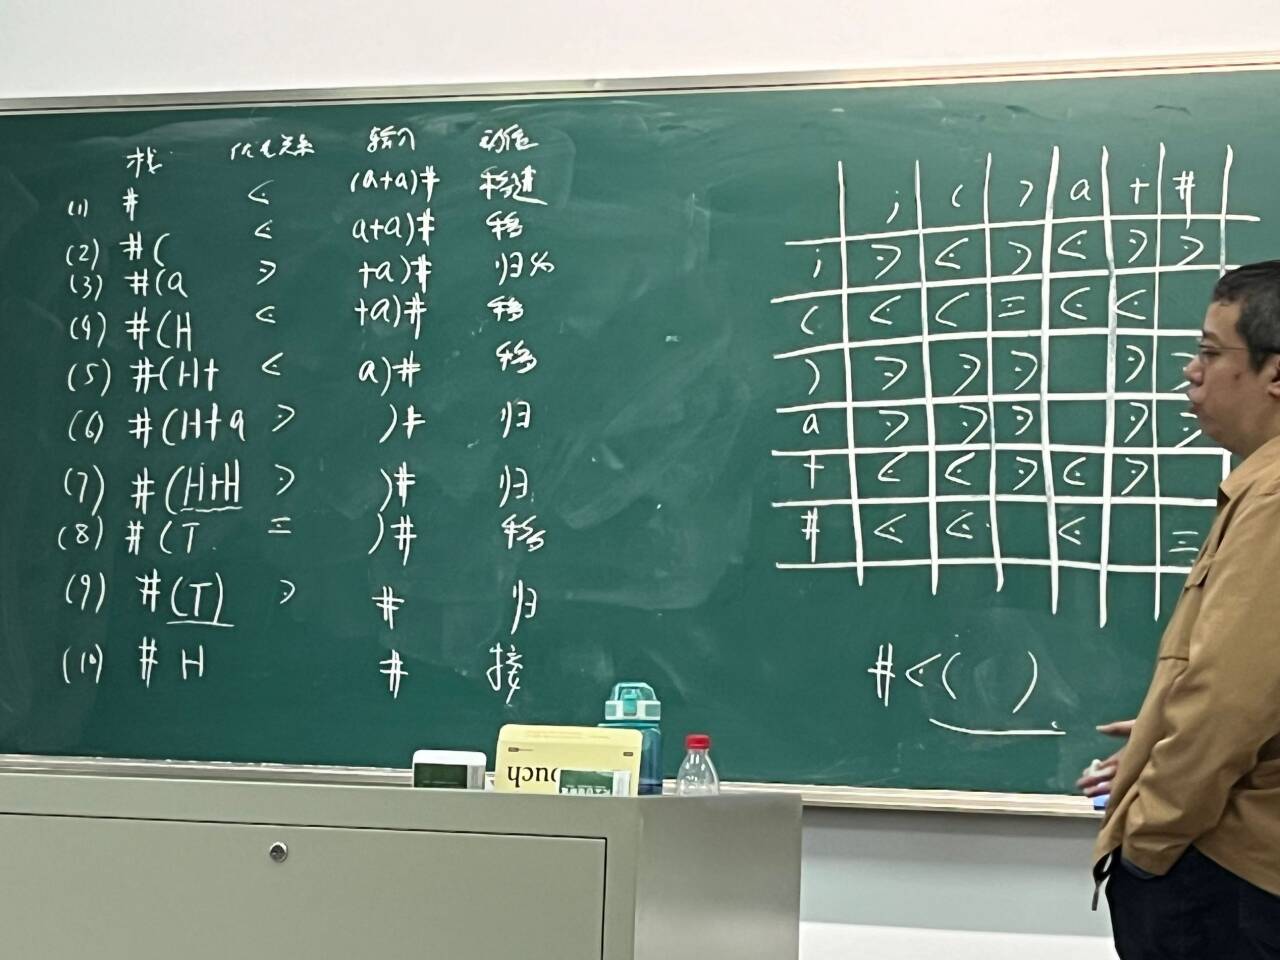 栈 优先关系 输入 动作
(1) # ⋖ (a+a)# 移进
(2) #( ⋖ a+a)# 移
(3) #(a ⋗ +a)# 归约
(4) #(H ⋖ +a)# 移
(5) #(H+ ⋖ a)# 移
(6) #(H+a ⋗ )# 归
(7) #(H+H ⋗ )# 归
(8) #(T = )# 移
(9) #(T) ⋗ # 归
(10) # H # 接
; ( ) a + #
; ⋗ ⋖ ⋗ ⋖ ⋗ ⋗
( ⋖ ⋖ = ⋖ ⋖
) ⋗ ⋗ ⋗ ⋗ ⋗
a ⋗ ⋗ ⋗ ⋗ ⋗
+ ⋖ ⋖ ⋗ ⋖ ⋗
# ⋖ ⋖ ⋖ =
# ⋖ ( )
ouch